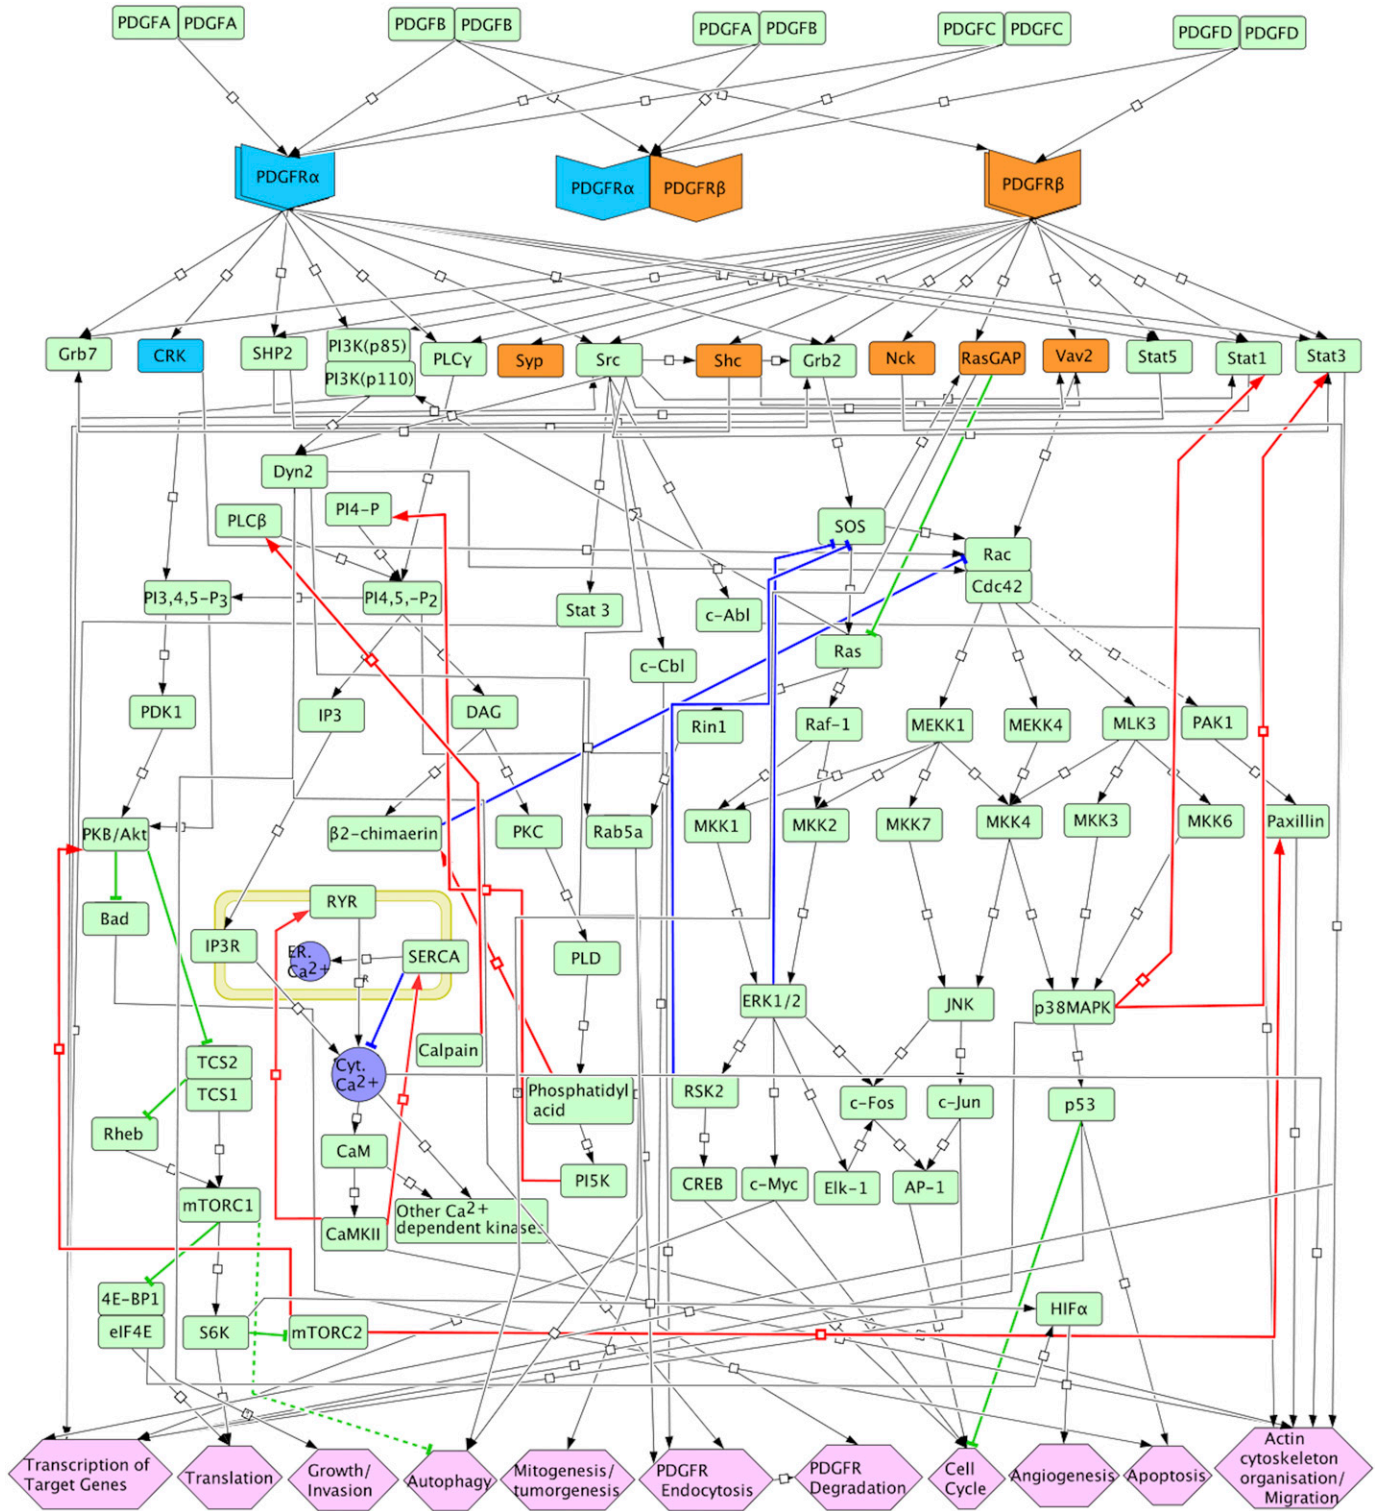 PDGFA PDGFA PDGFB PDGFB PDGFA PDGFB PDGFC PDGFC PDGFD PDGFD
PDGFRα PDGFRα PDGFRβ PDGFRβ
Grb7 CRK SHP2 PI3K(p85) PLCγ Syp Src Shc Grb2 Nck RasGAP Vav2 Stat5 Stat1 Stat3
PI3K(p110)
Dyn2
PLCβ PI4-P SOS
Rac
Cdc42
PI3,4,5-P3 PI4,5,-P2 Stat 3 c-Abl
Ras
c-Cbl
PDK1 IP3 DAG Rin1 Raf-1 MEKK1 MEKK4 MLK3 PAK1
PKB/Akt β2-chimaerin PKC Rab5a MKK1 MKK2 MKK7 MKK4 MKK3 MKK6 Paxillin
RYR
Bad
IP3R ER. SERCA PLD
Ca2+
R
ERK1/2 JNK p38MAPK
Calpain
TCS2 Cyt.
Ca2+
TCS1 Phosphatidyl RSK2 c-Fos c-Jun p53
acid
Rheb CaM
PI5K CREB c-Myc Elk-1 AP-1
mTORC1 Other Ca2+
CaMKII dependent kinases
4E-BP1 HIFα
eIF4E S6K mTORC2
Transcription of
Target Genes
Translation
Growth/
Invasion
Autophagy
Mitogenesis/
tumorgenesis
PDGFR
Endocytosis
PDGFR
Degradation
Cell
Cycle
Angiogenesis
Apoptosis
Actin
cytoskeleton
organisation/
Migration